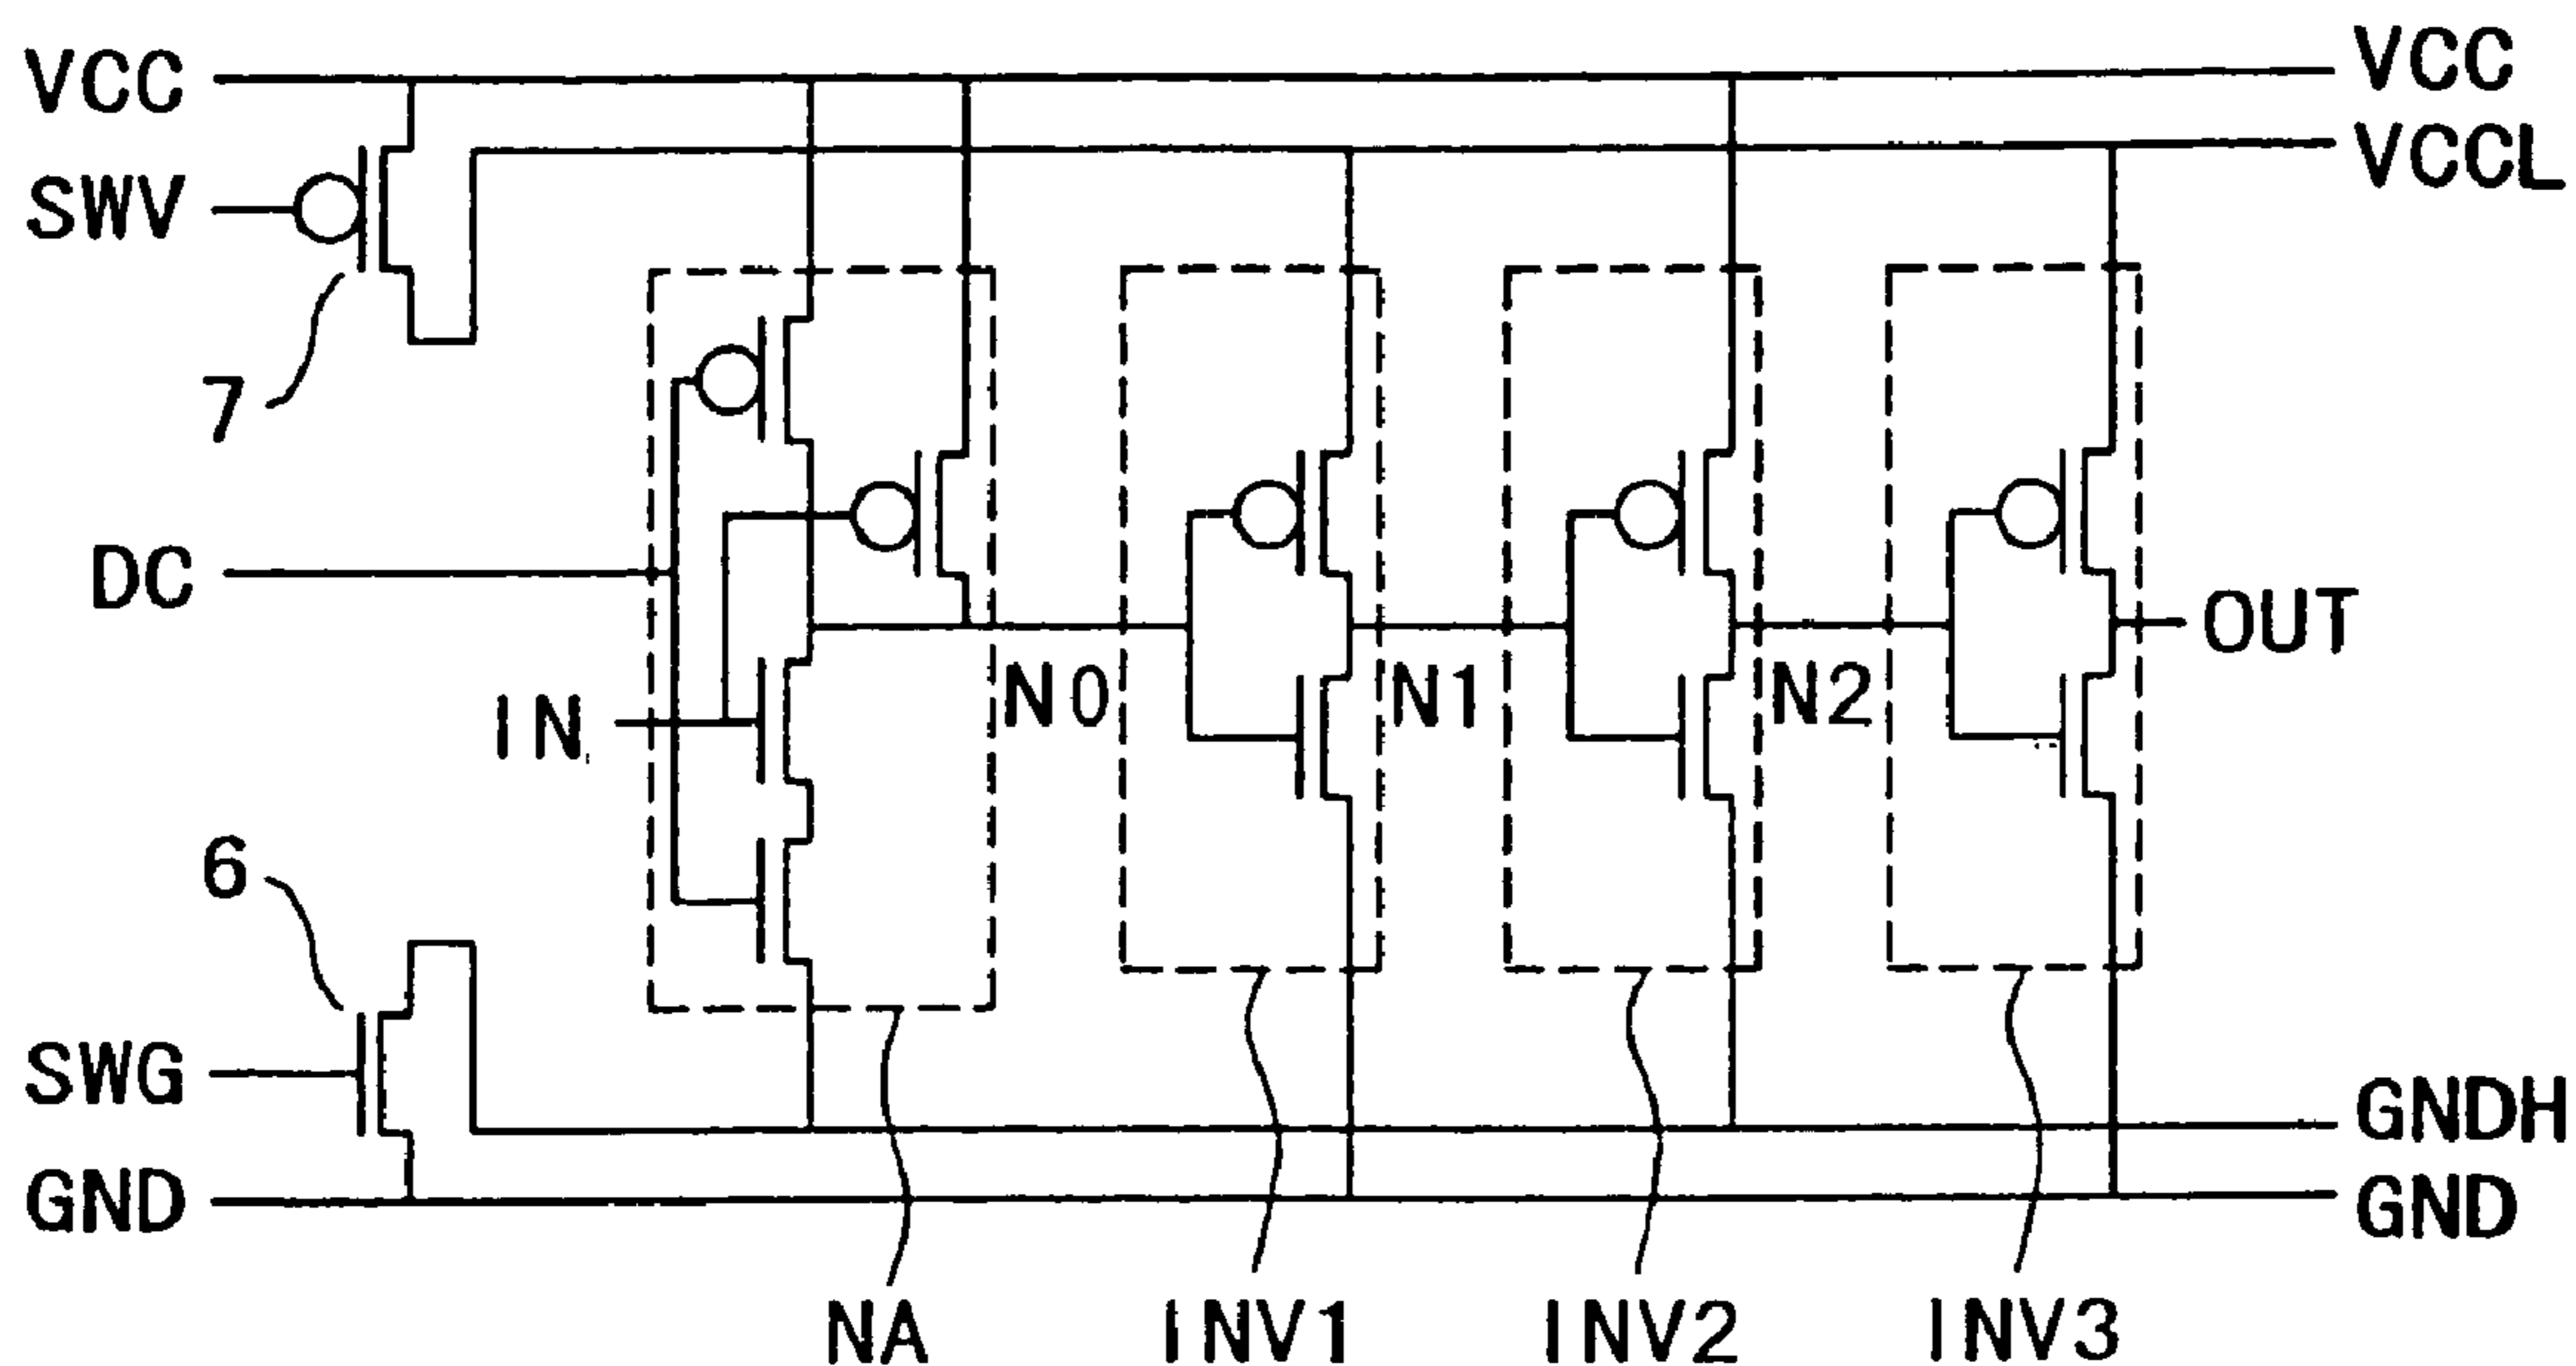 VCC
VCC
VCCL
SWV
7
DC
OUT
IN
N0
N1
N2
6
SWG
GNDH
GND
GND
NA
INV1
INV2
INV3